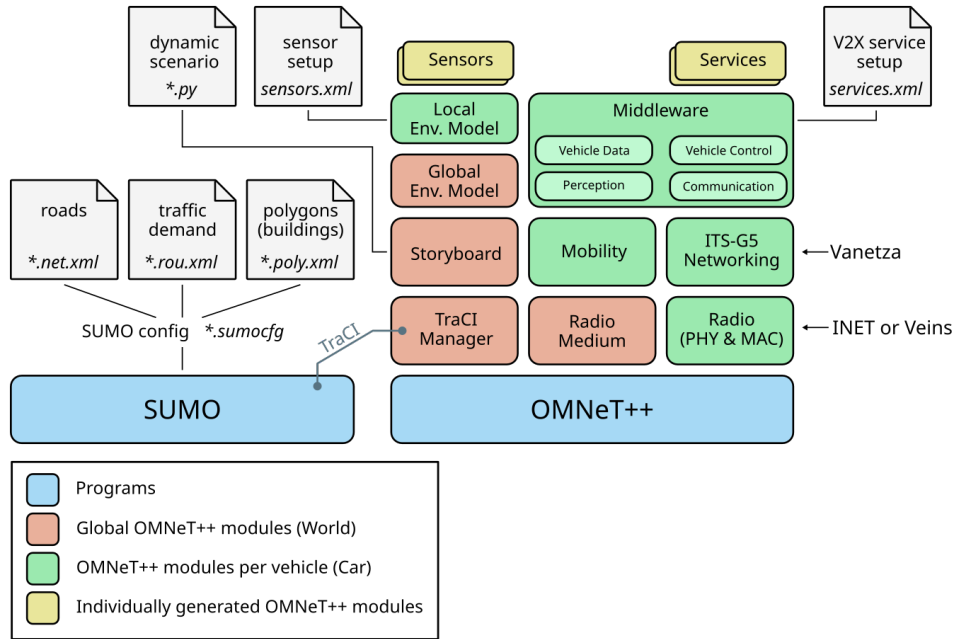 dynamic
scenario
*.py
sensor
setup
sensors.xml
Sensors
Services
V2X service
setup
services.xml
Local
Env. Model
Middleware
Vehicle Data
Vehicle Control
Perception
Communication
Global
Env. Model
roads
*.net.xml
traffic
demand
*.rou.xml
polygons
(buildings)
*.poly.xml
Storyboard
Mobility
ITS-G5
Networking
Vanetza
SUMO config *.sumocfg
TraCI
TraCI
Manager
Radio
Medium
Radio
(PHY & MAC)
INET or Veins
SUMO
OMNeT++
Programs
Global OMNeT++ modules (World)
OMNeT++ modules per vehicle (Car)
Individually generated OMNeT++ modules